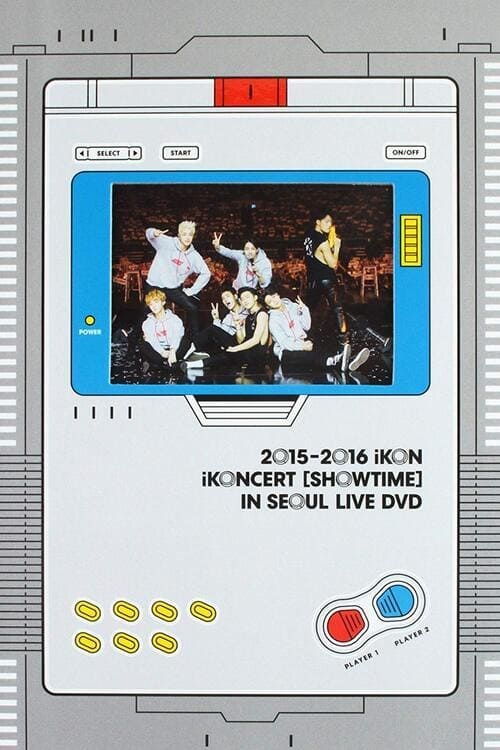 SELECT
START
ON/OFF
POWER
2015-2016 iKON
iKONCERT [SHOWTIME]
IN SEOUL LIVE DVD
PLAYER 1
PLAYER 2